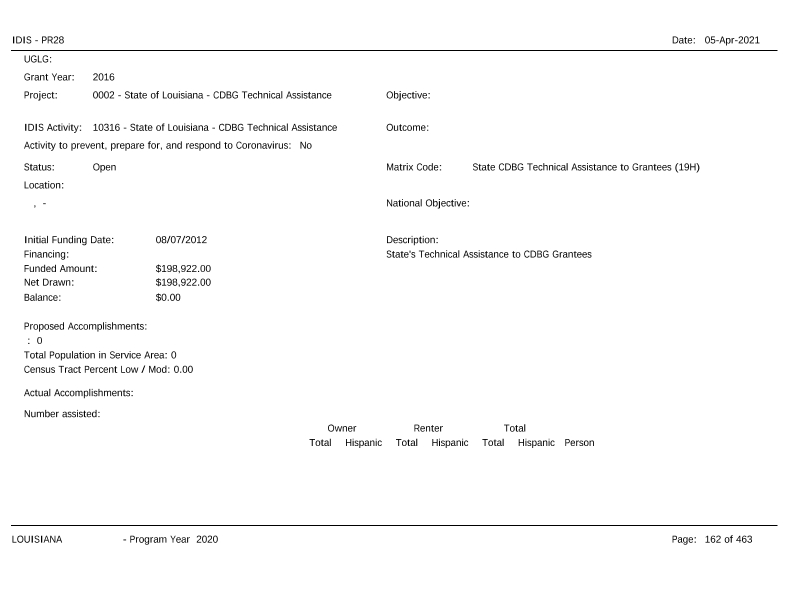 IDIS - PR28 Date: 05-Apr-2021
UGLG:
Grant Year: 2016
Project: 0002 - State of Louisiana - CDBG Technical Assistance Objective:
IDIS Activity: 10316 - State of Louisiana - CDBG Technical Assistance Outcome:
Activity to prevent, prepare for, and respond to Coronavirus: No
Status: Open Matrix Code: State CDBG Technical Assistance to Grantees (19H)
Location:
, - National Objective:
Initial Funding Date: 08/07/2012 Description:
Financing: State's Technical Assistance to CDBG Grantees
Funded Amount: $198,922.00
Net Drawn: $198,922.00
Balance: $0.00
Proposed Accomplishments:
: 0
Total Population in Service Area: 0
Census Tract Percent Low / Mod: 0.00
Actual Accomplishments:
Number assisted:
Owner Renter Total
Total Hispanic Total Hispanic Total Hispanic Person
LOUISIANA - Program Year 2020 Page: 162 of 463